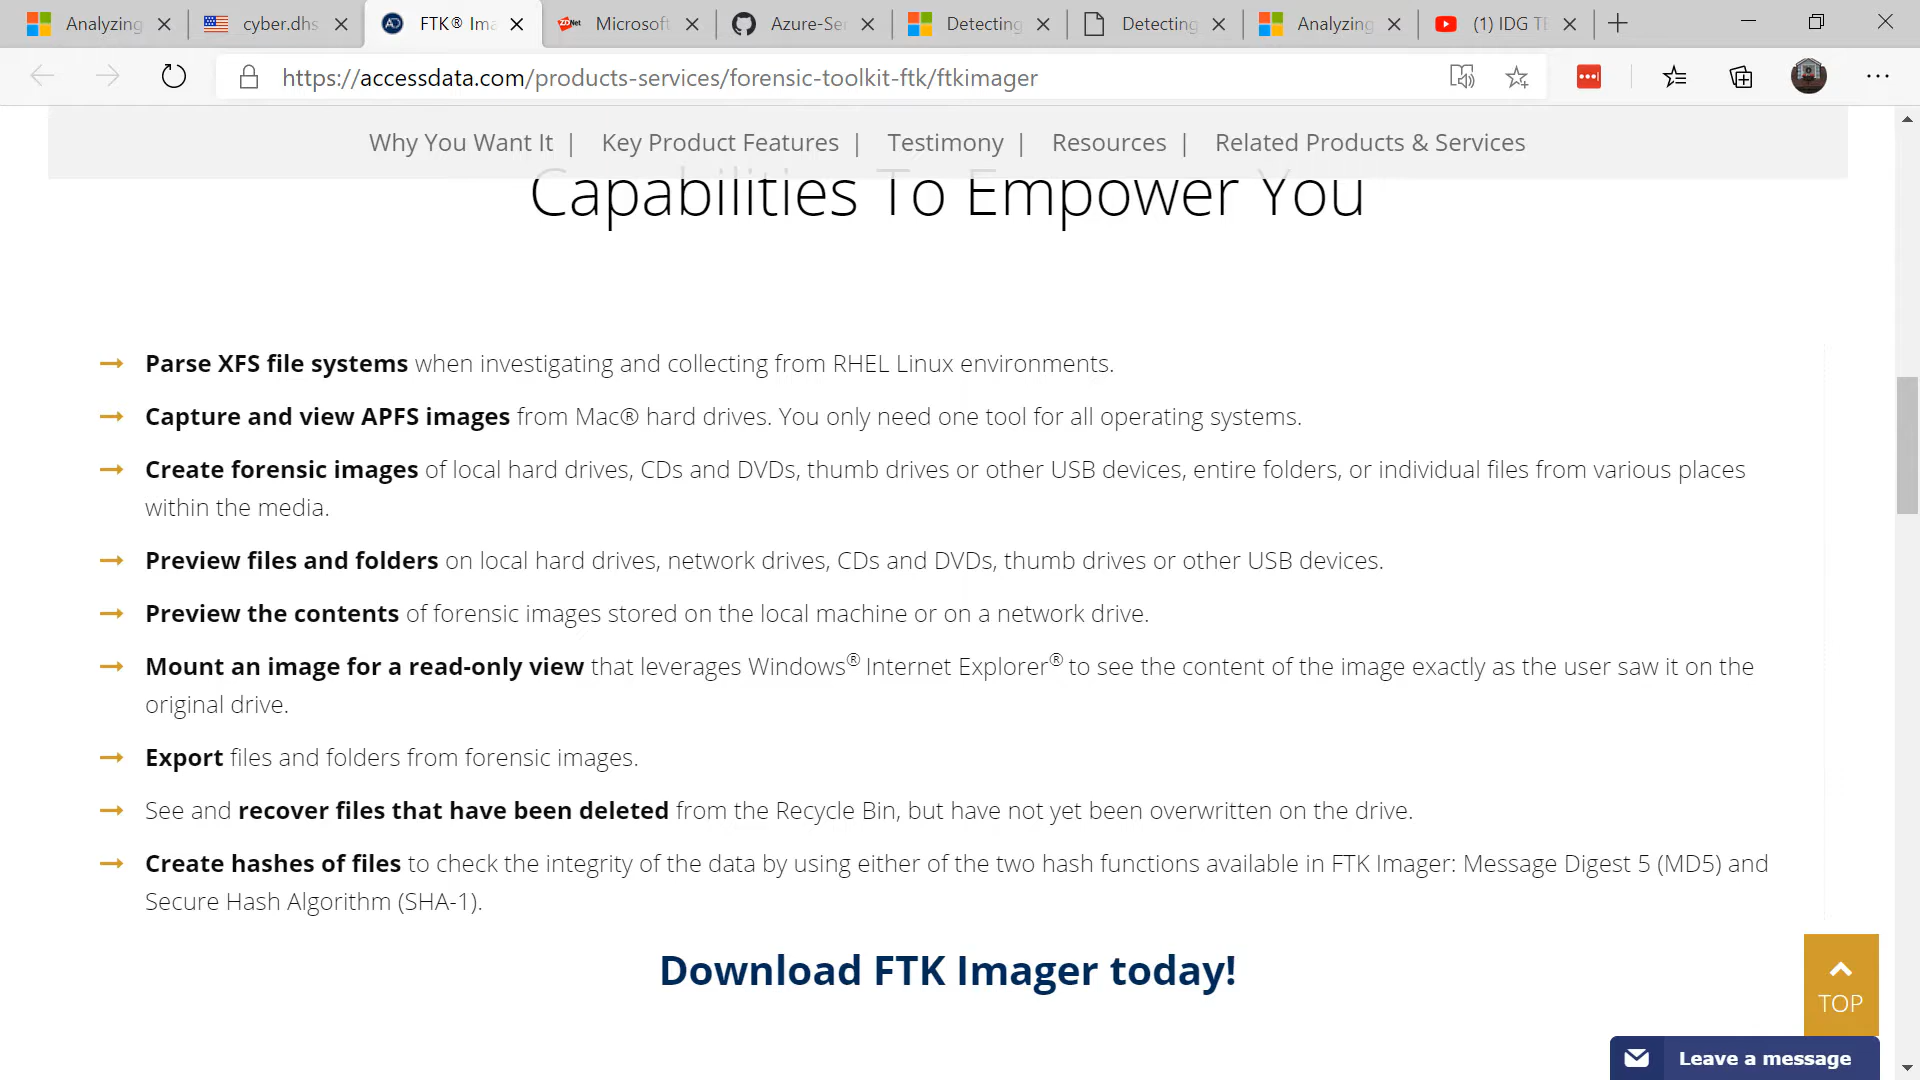 Analyzing
cyber.dhs
FTK® Ima
Microsoft
Azure-Se
Detecting
Detecting
Analyzing
(1) IDG T
https://accessdata.com/products-services/forensic-toolkit-ftk/ftkimager
Why You Want It | Key Product Features | Testimony | Resources | Related Products & Services
Capabilities To Empower You
Parse XFS file systems when investigating and collecting from RHEL Linux environments.
Capture and view APFS images from Mac® hard drives. You only need one tool for all operating systems.
Create forensic images of local hard drives, CDs and DVDs, thumb drives or other USB devices, entire folders, or individual files from various places
within the media.
Preview files and folders on local hard drives, network drives, CDs and DVDs, thumb drives or other USB devices.
Preview the contents of forensic images stored on the local machine or on a network drive.
Mount an image for a read-only view that leverages Windows® Internet Explorer® to see the content of the image exactly as the user saw it on the
original drive.
Export files and folders from forensic images.
See and recover files that have been deleted from the Recycle Bin, but have not yet been overwritten on the drive.
Create hashes of files to check the integrity of the data by using either of the two hash functions available in FTK Imager: Message Digest 5 (MD5) and
Secure Hash Algorithm (SHA-1).
Download FTK Imager today!
TOP
Leave a message